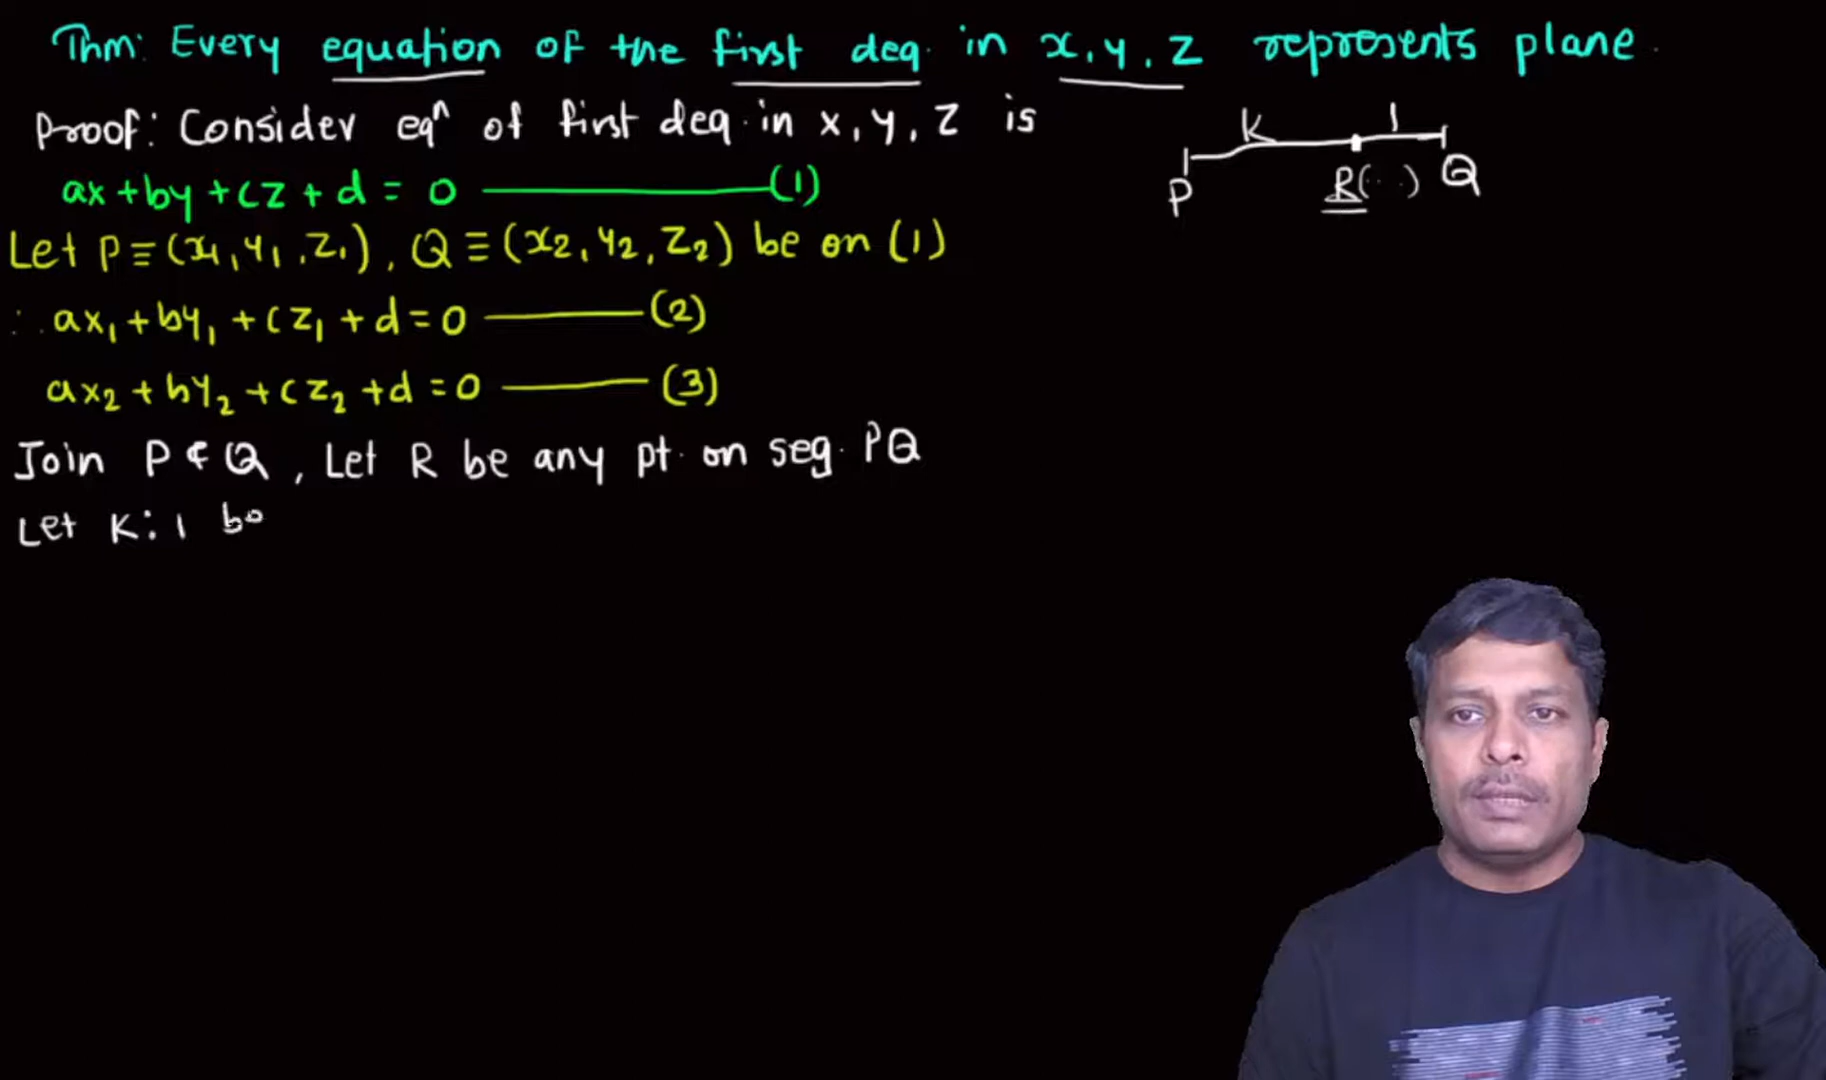 Thm: Every equation of the first deg. in x, y, z represents plane.
Proof: Consider eqⁿ of first deg. in x, y, z is
ax + by + cz + d = 0 ———— (1)
Let P ≡ (x₁, y₁, z₁), Q ≡ (x₂, y₂, z₂) be on (1)
∴ ax₁ + by₁ + cz₁ + d = 0 ———— (2)
ax₂ + by₂ + cz₂ + d = 0 ———— (3)
Join P & Q, Let R be any pt. on seg. PQ
Let K : 1 be
K 1
P R(. .) Q